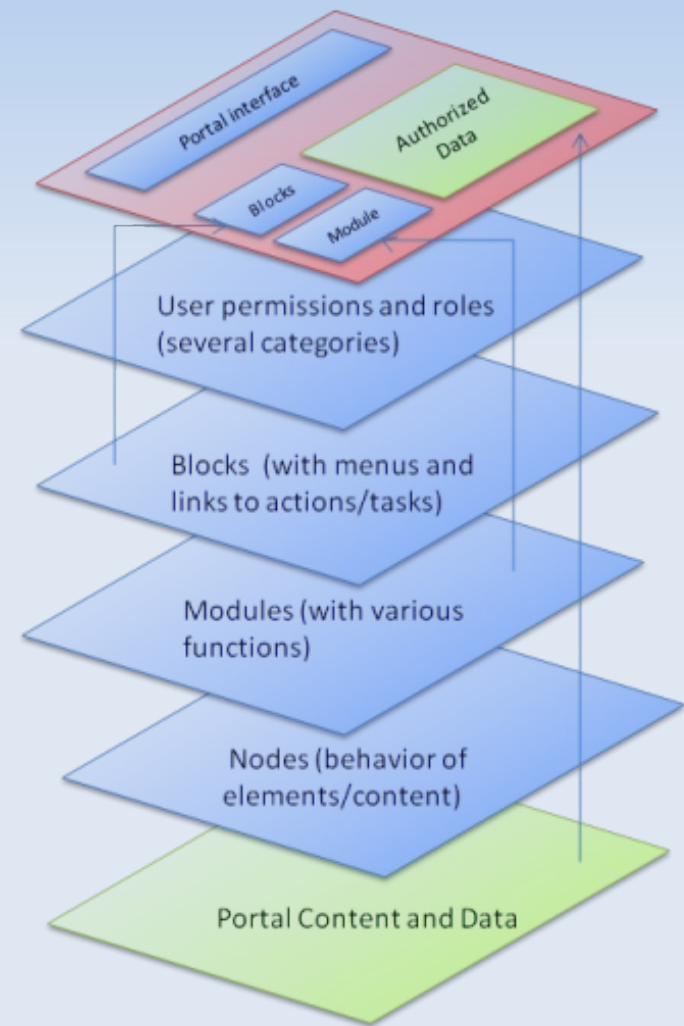 Portal interface
Authorized
Data
Blocks
Module
User permissions and roles
(several categories)
Blocks (with menus and
links to actions/tasks)
Modules (with various
functions)
Nodes (behavior of
elements/content)
Portal Content and Data